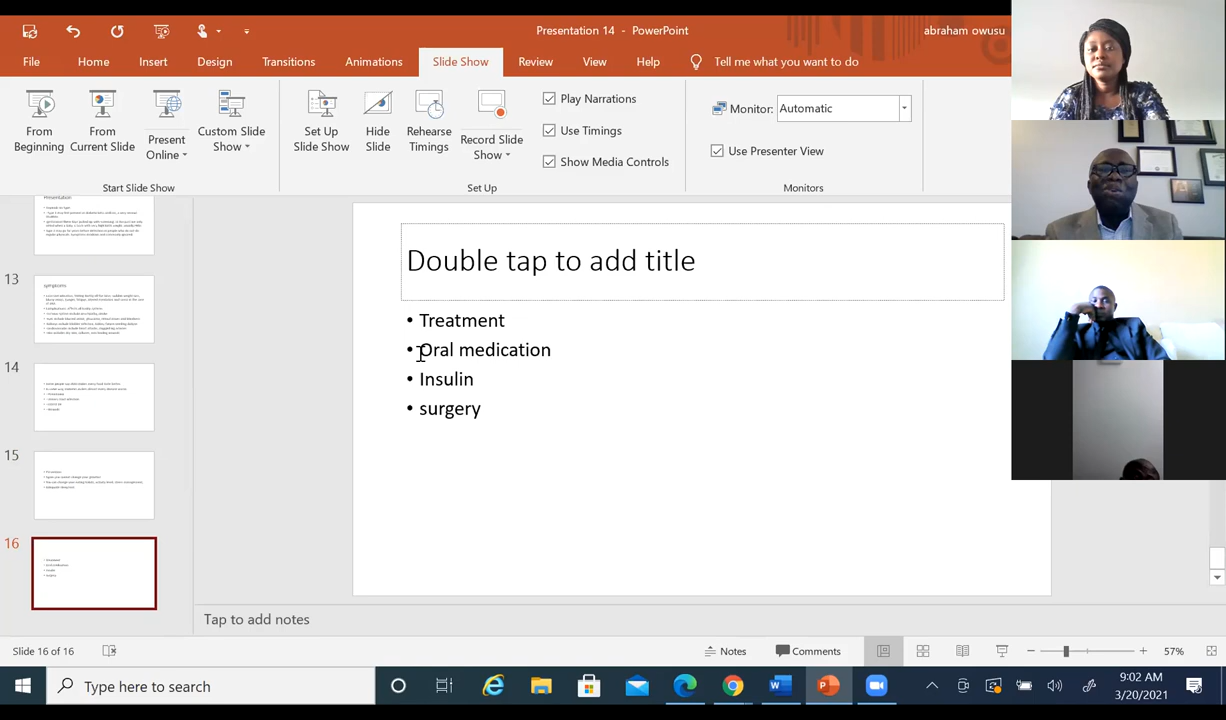 Presentation 14 - PowerPoint
abraham owusu
File
Home
Insert
Design
Transitions
Animations
Slide Show
Review
View
Help
Tell me what you want to do
From Beginning
From Current Slide
Present Online
Custom Slide Show
Set Up Slide Show
Hide Slide
Rehearse Timings
Record Slide Show
Play Narrations
Use Timings
Show Media Controls
Monitor:
Automatic
Use Presenter View
Start Slide Show
Set Up
Monitors
Presentation
13
symptoms
14
15
16
Double tap to add title
• Treatment
• Oral medication
• Insulin
• surgery
Tap to add notes
Slide 16 of 16
Notes
Comments
57%
Type here to search
9:02 AM
3/20/2021